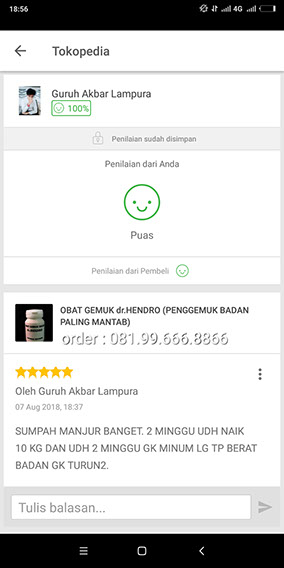 18:56
4G
Tokopedia
Guruh Akbar Lampura
100%
Penilaian sudah disimpan
Penilaian dari Anda
Puas
Penilaian dari Pembeli
OBAT GEMUK dr.HENDRO (PENGGEMUK BADAN
PALING MANTAB)
order : 081.99.666.8866
Oleh Guruh Akbar Lampura
07 Aug 2018, 18:37
SUMPAH MANJUR BANGET. 2 MINGGU UDH NAIK
10 KG DAN UDH 2 MINGGU GK MINUM LG TP BERAT
BADAN GK TURUN2.
Tulis balasan...